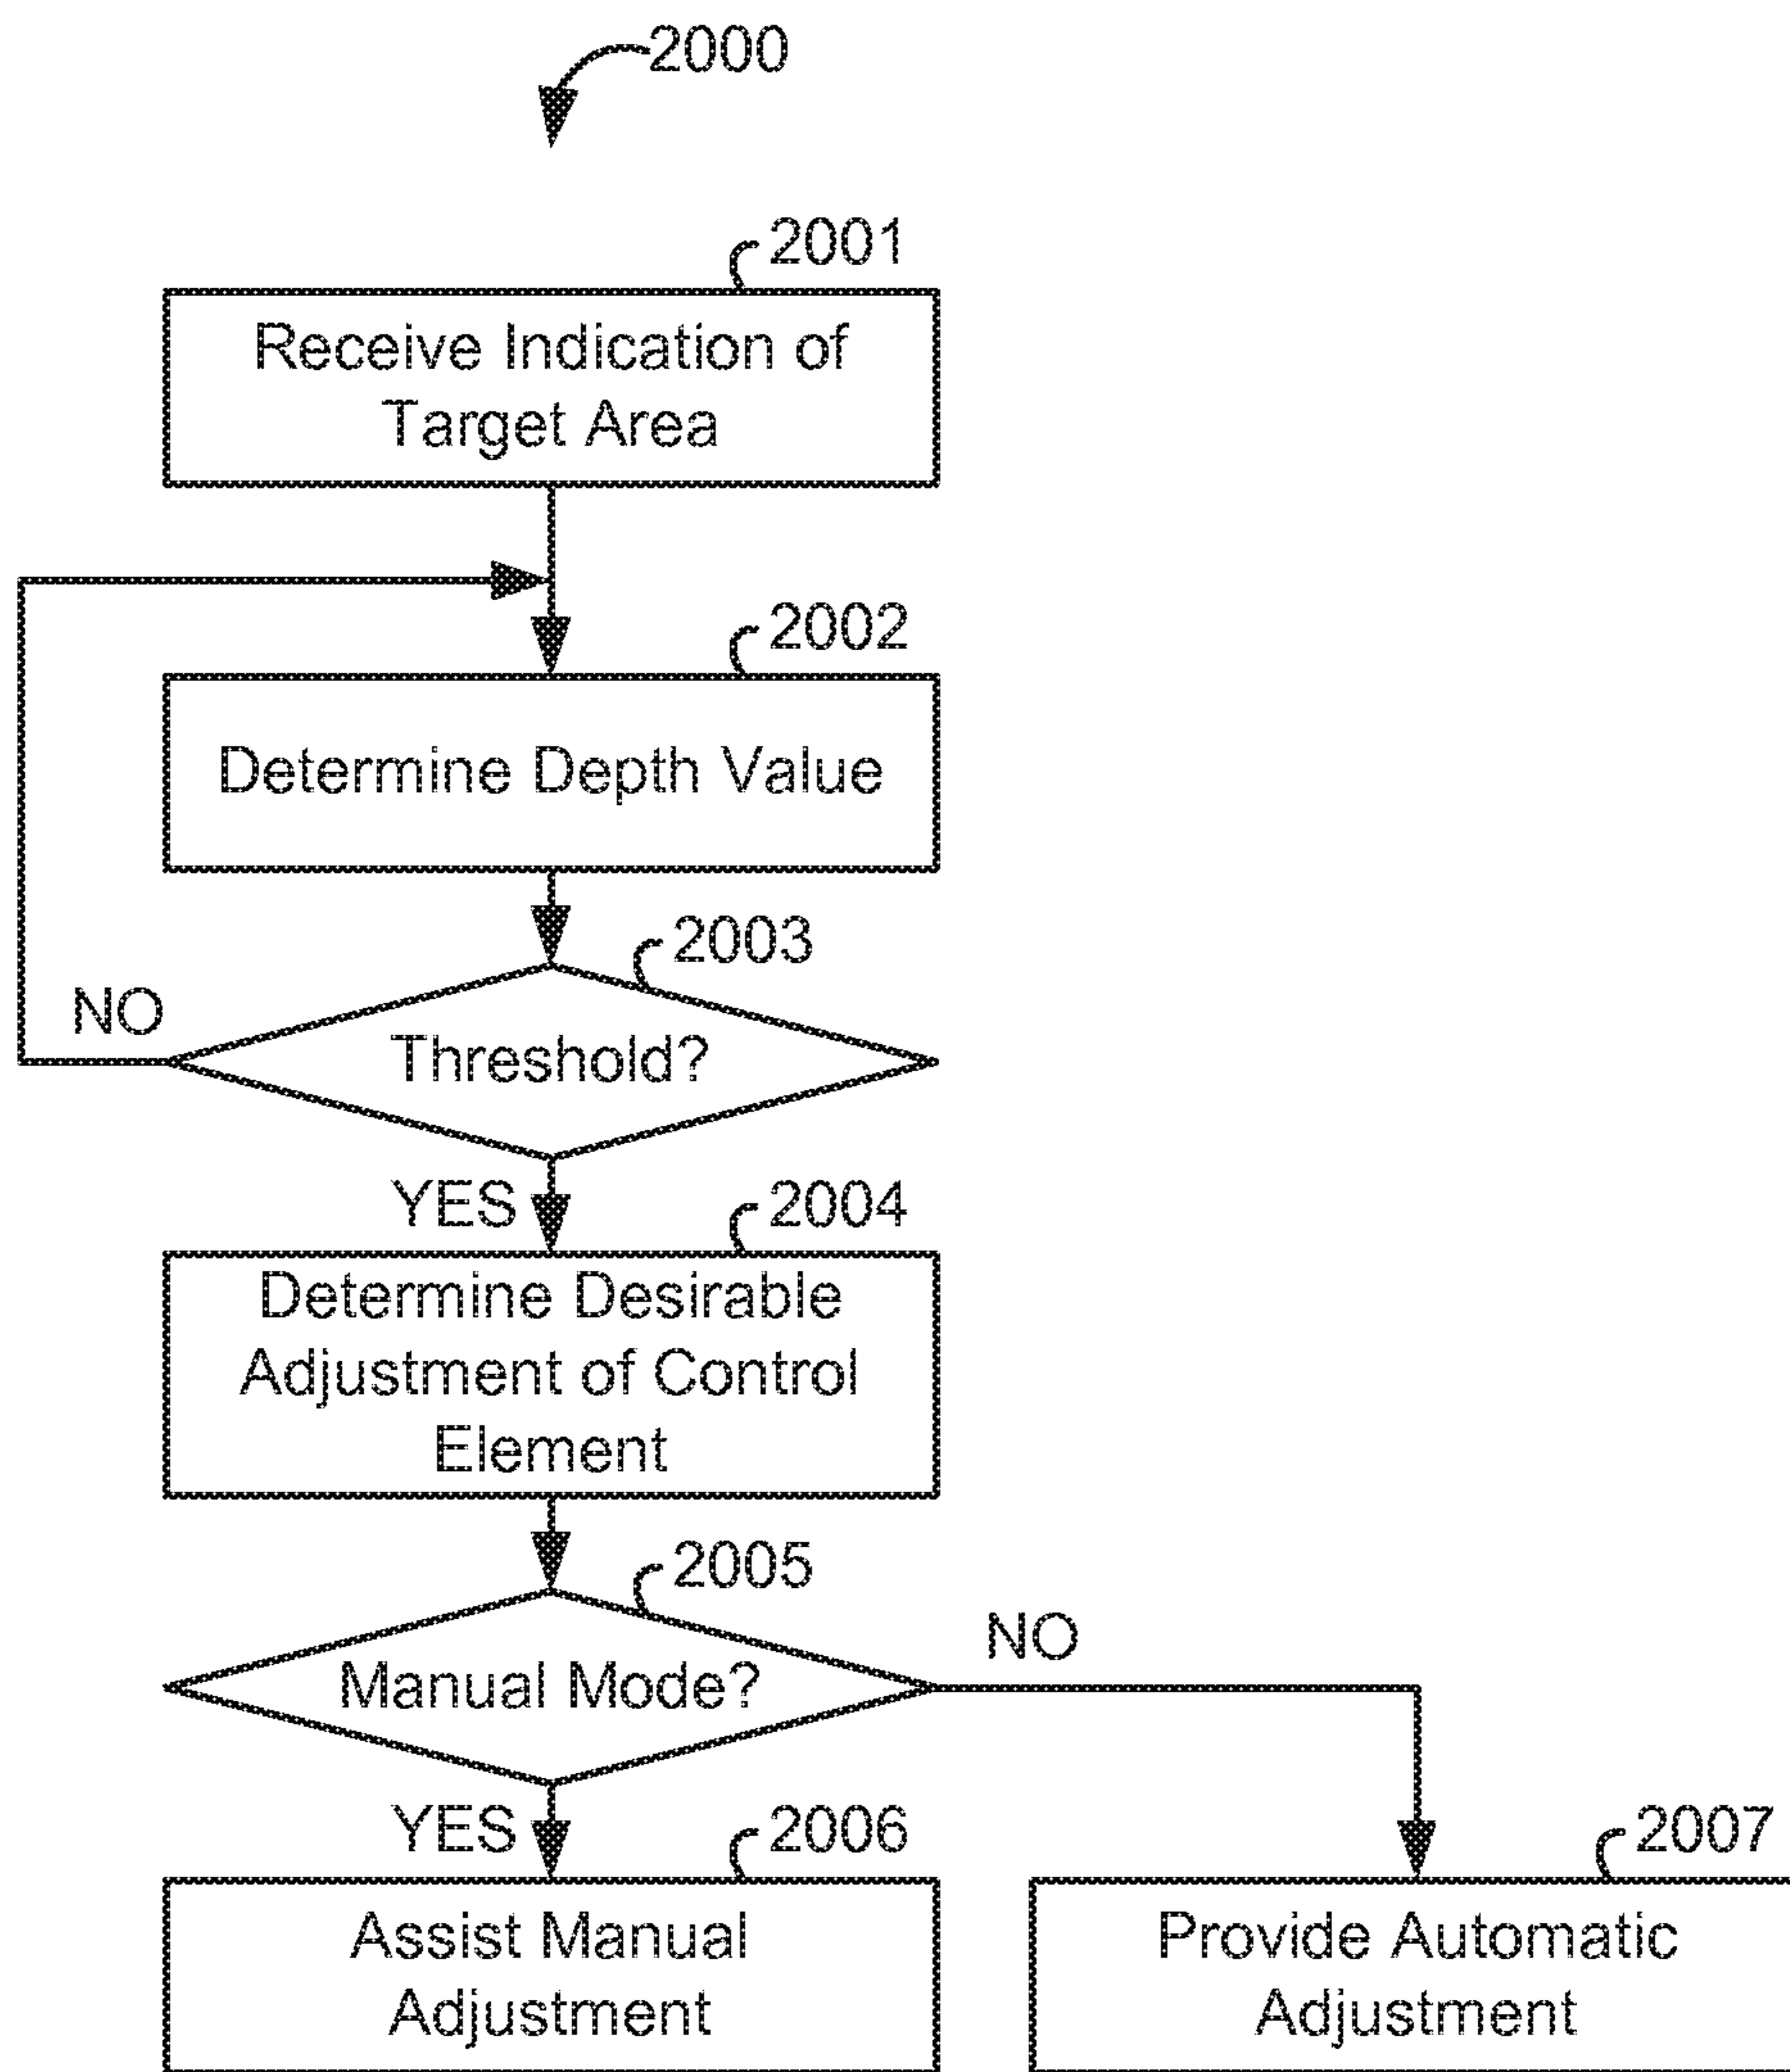 2000
2001
Receive Indication of
Target Area
2002
Determine Depth Value
2003
NO
Threshold?
YES
2004
Determine Desirable
Adjustment of Control
Element
2005
NO
Manual Mode?
YES
2006
2007
Assist Manual
Adjustment
Provide Automatic
Adjustment